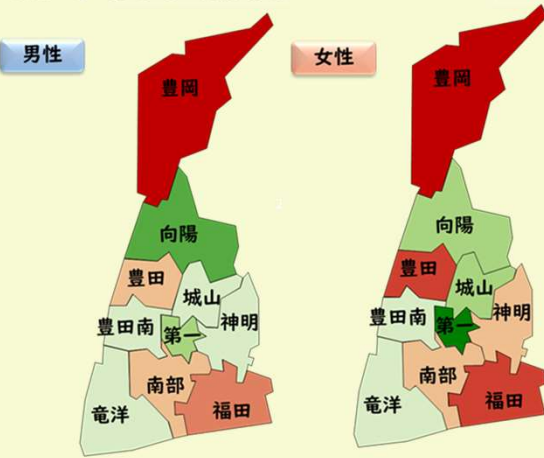 男性
豊岡
向陽
豊田
城山
豊田南
第一
神明
南部
竜洋
福田
女性
豊岡
向陽
豊田
城山
豊田南
第一
神明
南部
竜洋
福田